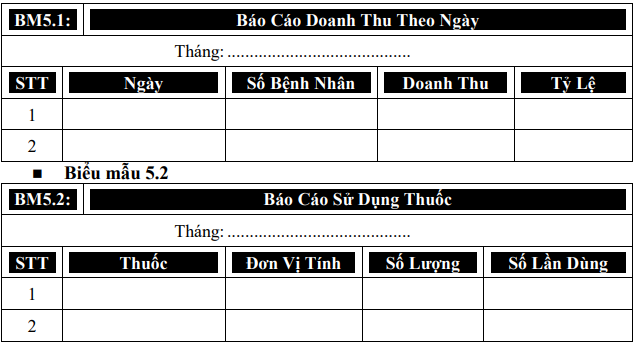 BM5.1: Báo Cáo Doanh Thu Theo Ngày
Tháng: .........................................
STT Ngày Số Bệnh Nhân Doanh Thu Tỷ Lệ
1
2
■ Biểu mẫu 5.2
BM5.2: Báo Cáo Sử Dụng Thuốc
Tháng: .........................................
STT Thuốc Đơn Vị Tính Số Lượng Số Lần Dùng
1
2